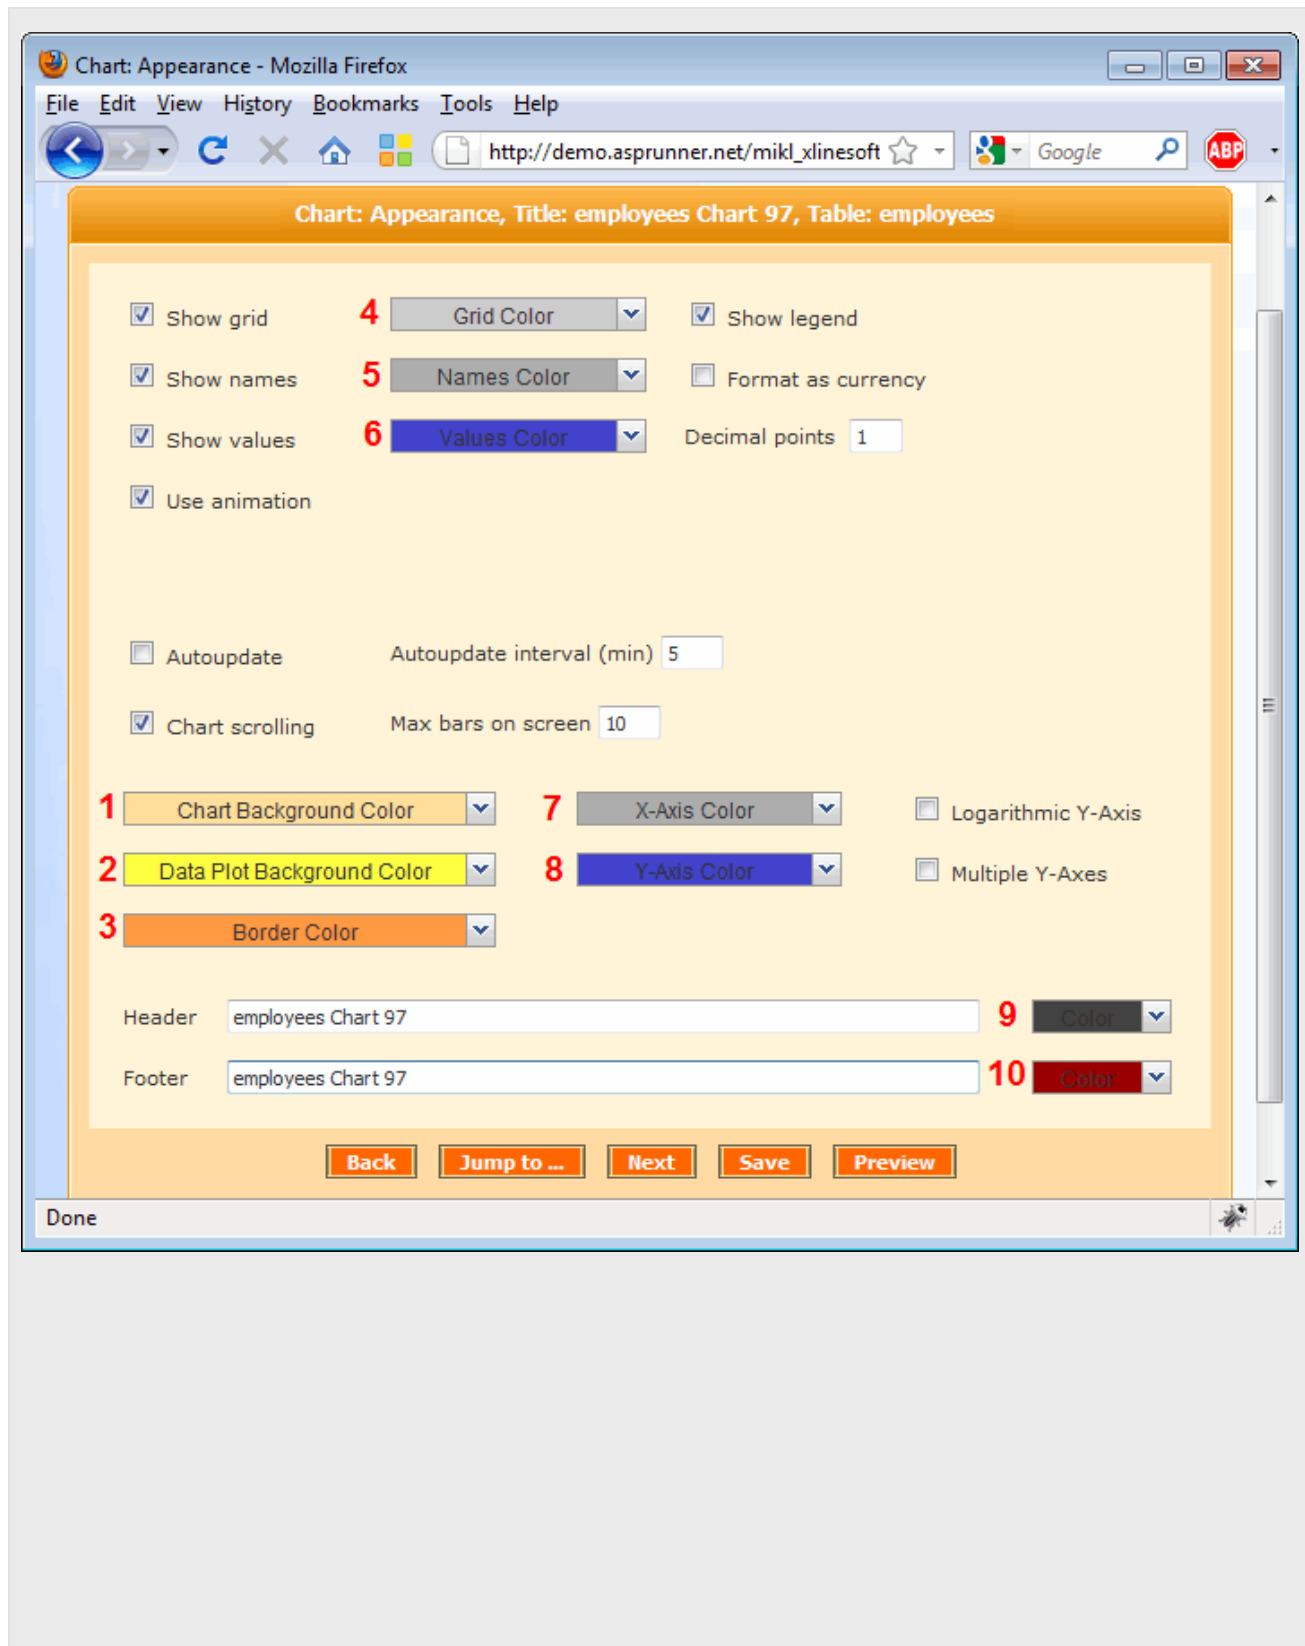 Chart: Appearance - Mozilla Firefox
File Edit View History Bookmarks Tools Help
http://demo.asprunner.net/mikl_xlinesoft Google ABP
Chart: Appearance, Title: employees Chart 97, Table: employees
Show grid 4 Grid Color Show legend
Show names 5 Names Color Format as currency
Show values 6 Values Color Decimal points 1
Use animation
Autoupdate Autoupdate interval (min) 5
Chart scrolling Max bars on screen 10
1 Chart Background Color 7 X-Axis Color Logarithmic Y-Axis
2 Data Plot Background Color 8 Y-Axis Color Multiple Y-Axes
3 Border Color
Header employees Chart 97 9 Color
Footer employees Chart 97 10 Color
Back Jump to ... Next Save Preview
Done